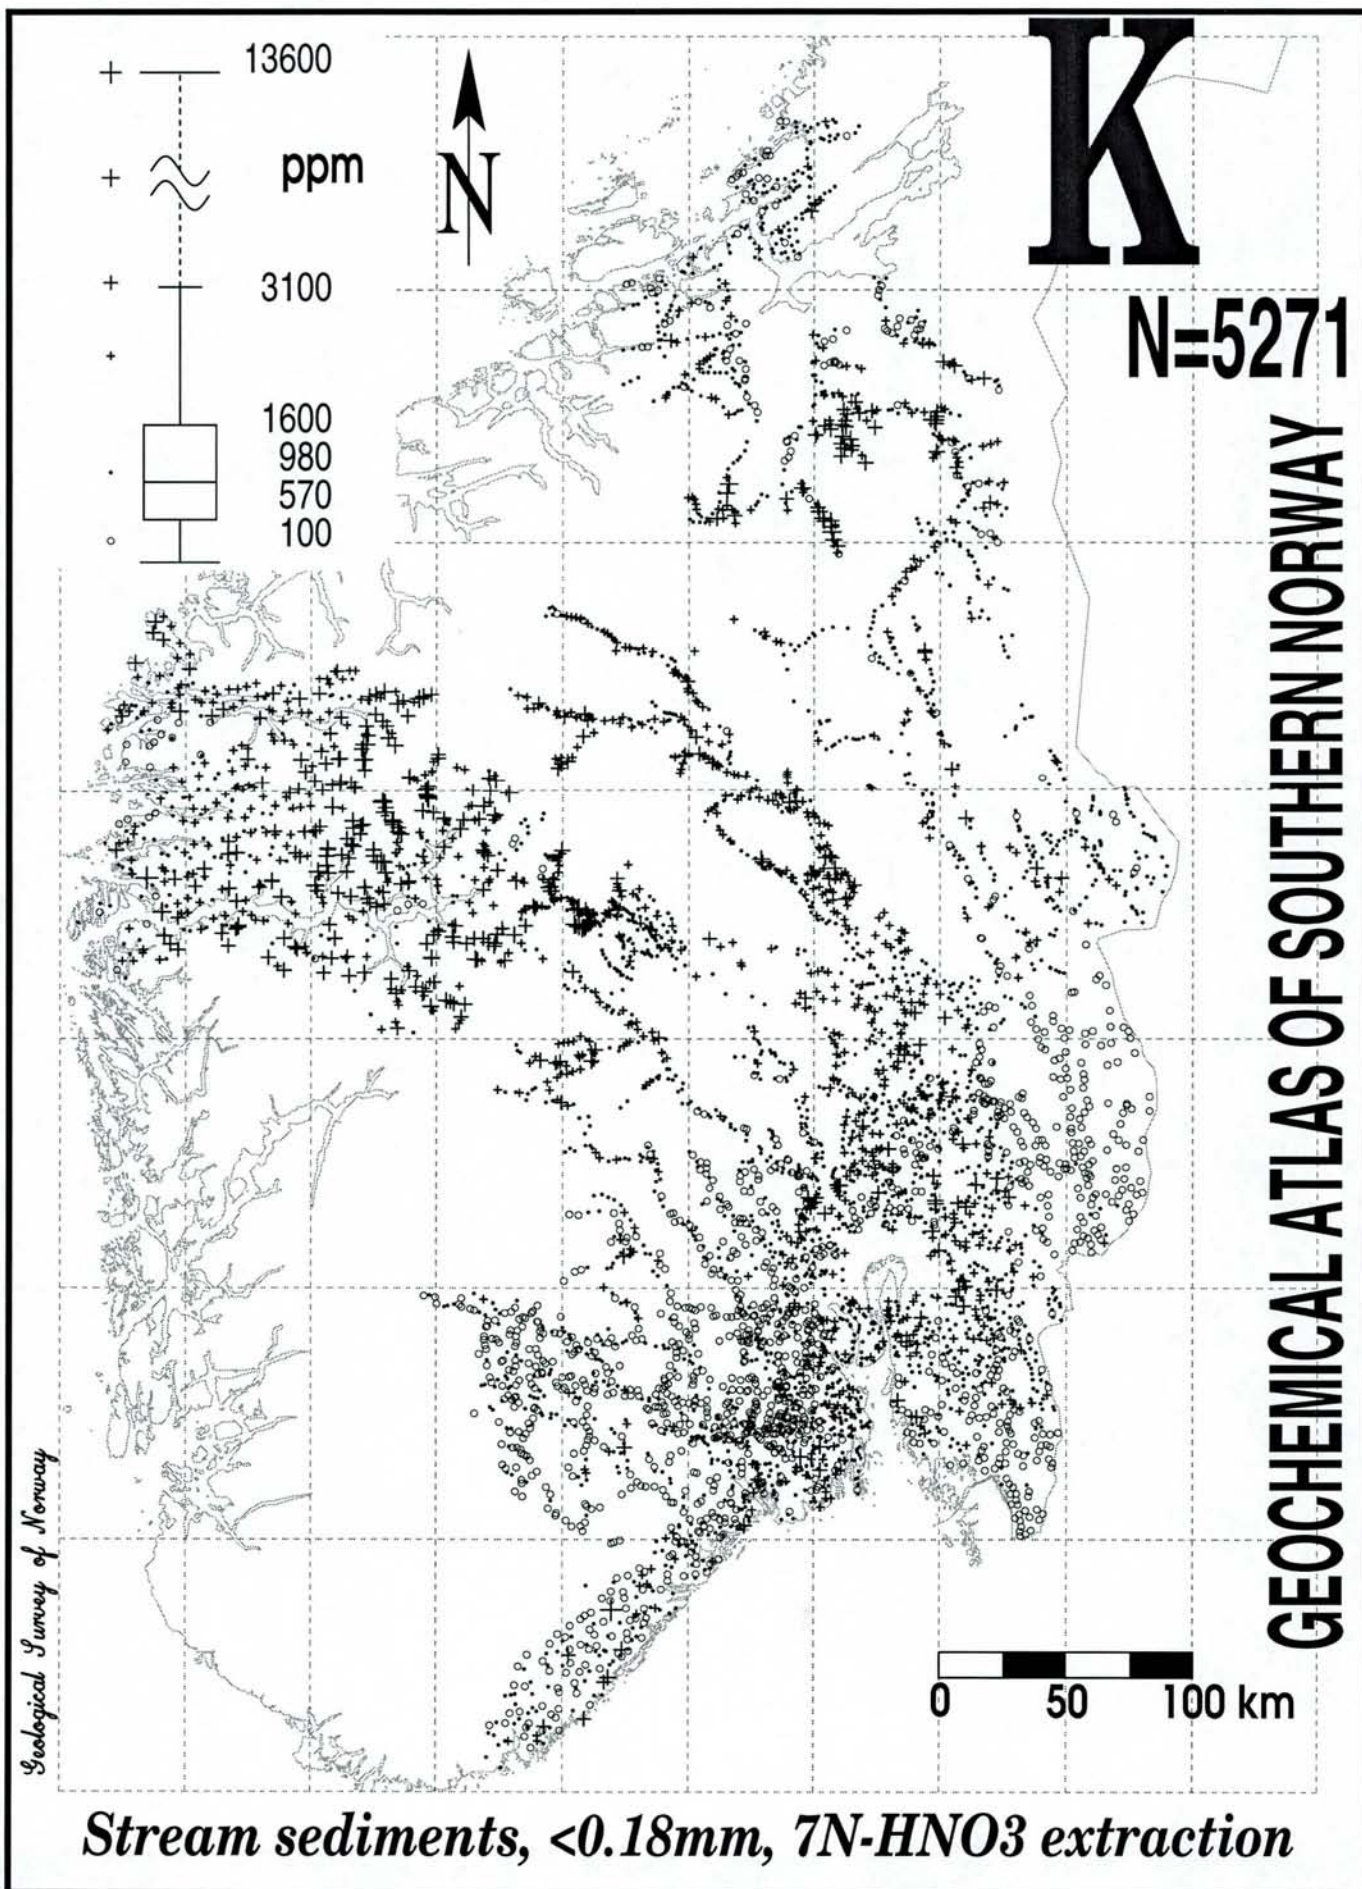 13600
ppm
3100
1600
980
570
100
N
K
N=5271
GEOCHEMICAL ATLAS OF SOUTHERN NORWAY
Geological Survey of Norway
0 50 100 km
Stream sediments, <0.18mm, 7N-HNO3 extraction